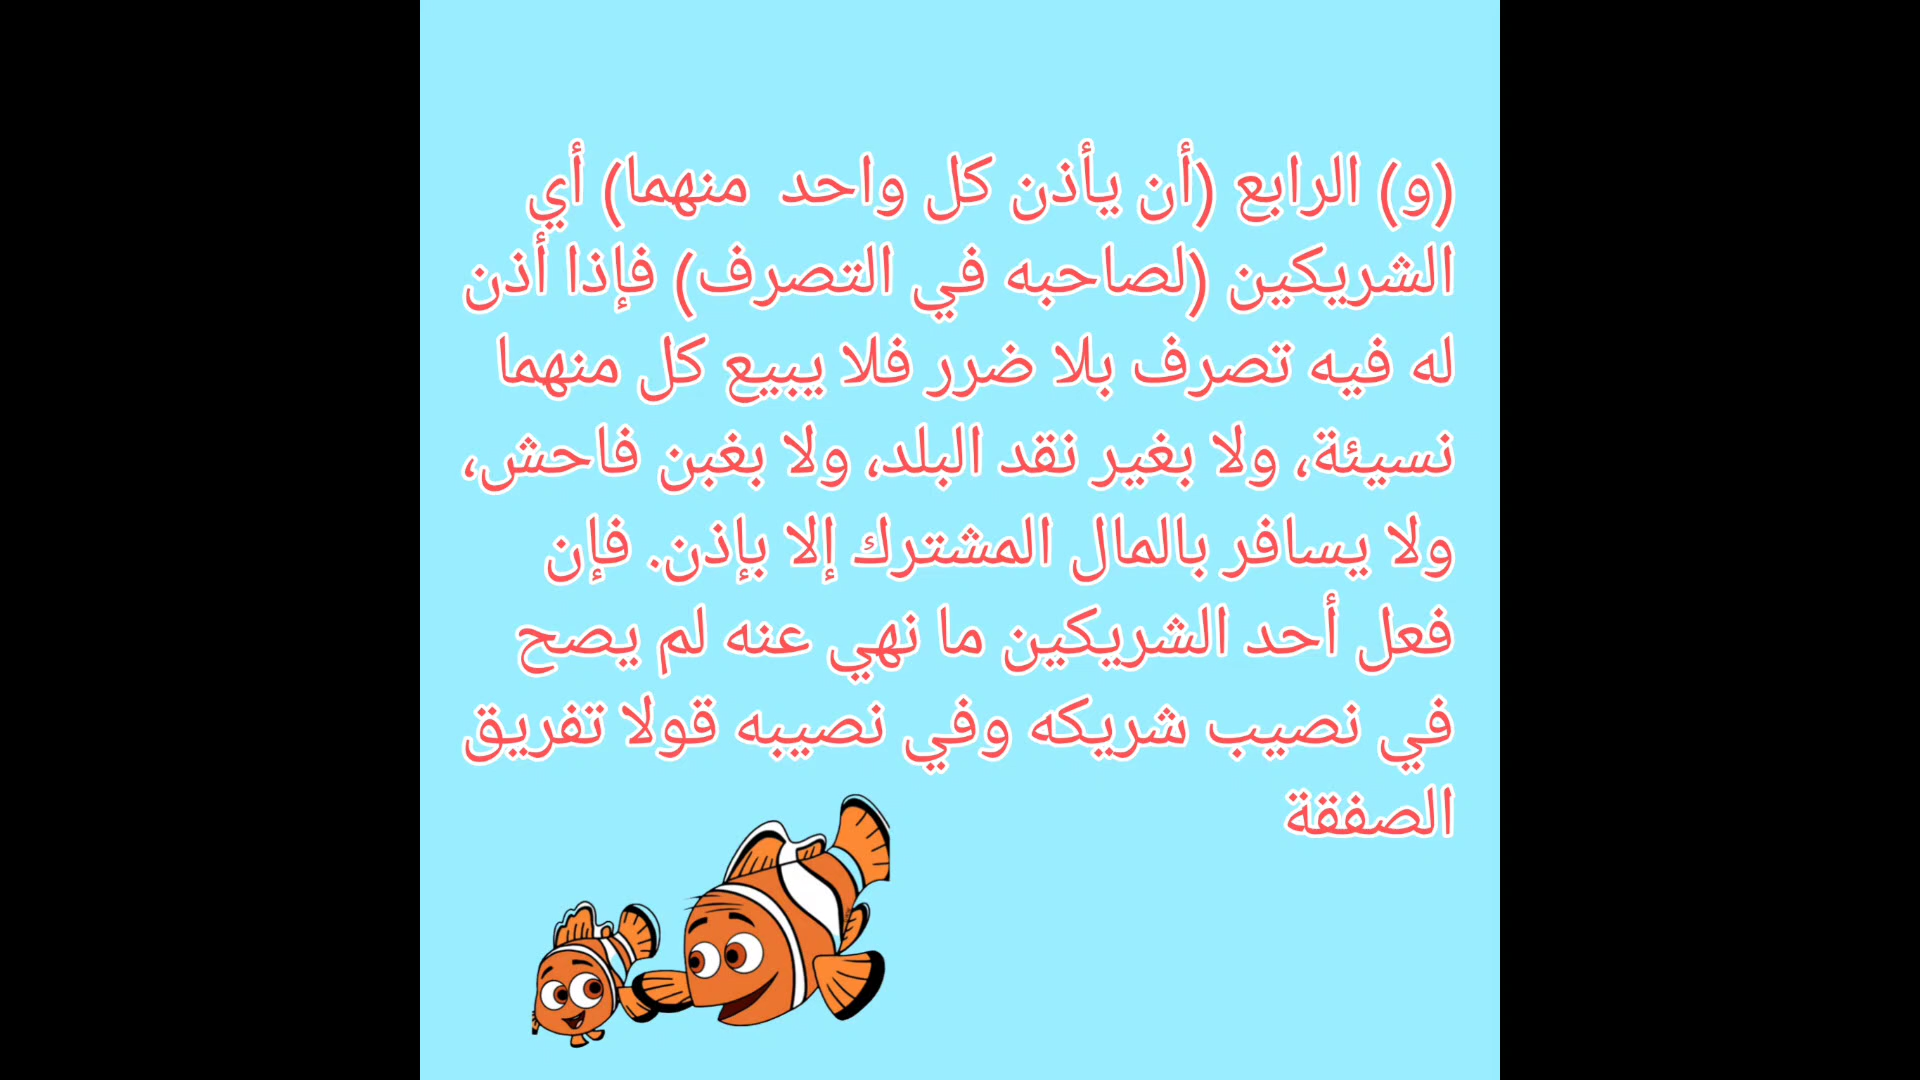 (و) الرابع (أن يأذن كل واحد منهما) أي
الشريكين (لصاحبه في التصرف) فإذا أذن
له فيه تصرف بلا ضرر فلا يبيع كل منهما
نسيئة، ولا بغير نقد البلد، ولا بغبن فاحش،
ولا يسافر بالمال المشترك إلا بإذن. فإن
فعل أحد الشريكين ما نهي عنه لم يصح
في نصيب شريكه وفي نصيبه قولا تفريق
الصفقة